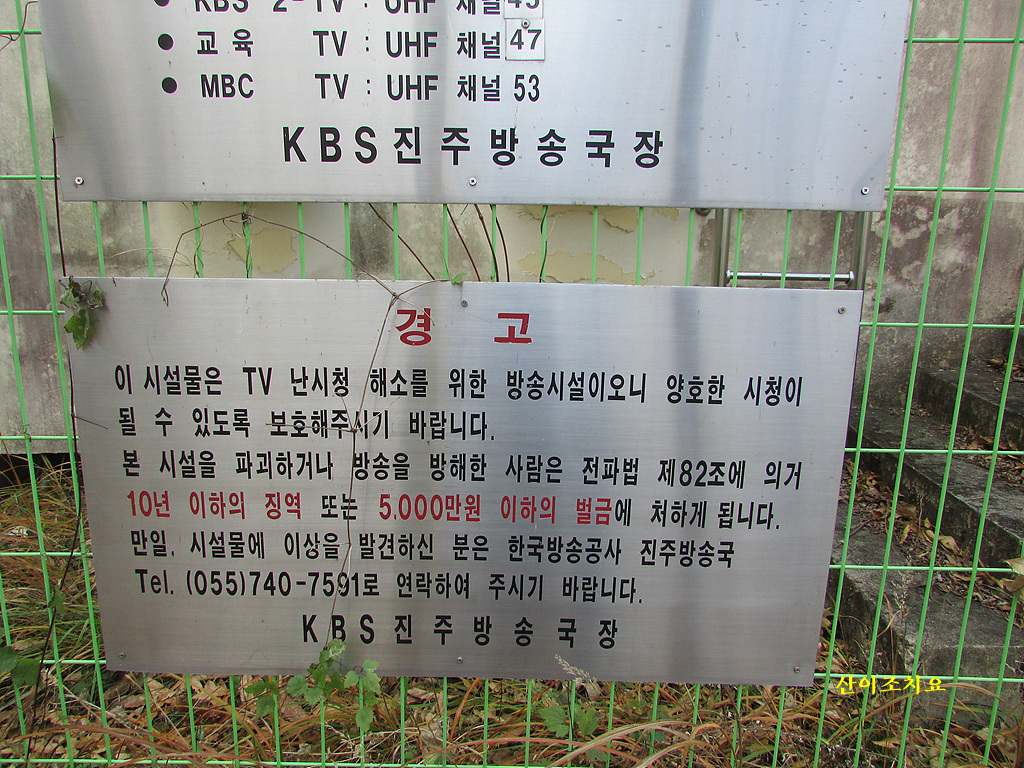 ● KBS 2-TV : UHF 채널 45
● 교육 TV : UHF 채널 47
● MBC TV : UHF 채널 53
KBS진주방송국장
경 고
이 시설물은 TV 난시청 해소를 위한 방송시설이오니 양호한 시청이
될 수 있도록 보호해주시기 바랍니다.
본 시설을 파괴하거나 방송을 방해한 사람은 전파법 제82조에 의거
10년 이하의 징역 또는 5,000만원 이하의 벌금에 처하게 됩니다.
만일, 시설물에 이상을 발견하신 분은 한국방송공사 진주방송국
Tel. (055)740-7591로 연락하여 주시기 바랍니다.
KBS진주방송국장
산이조치요